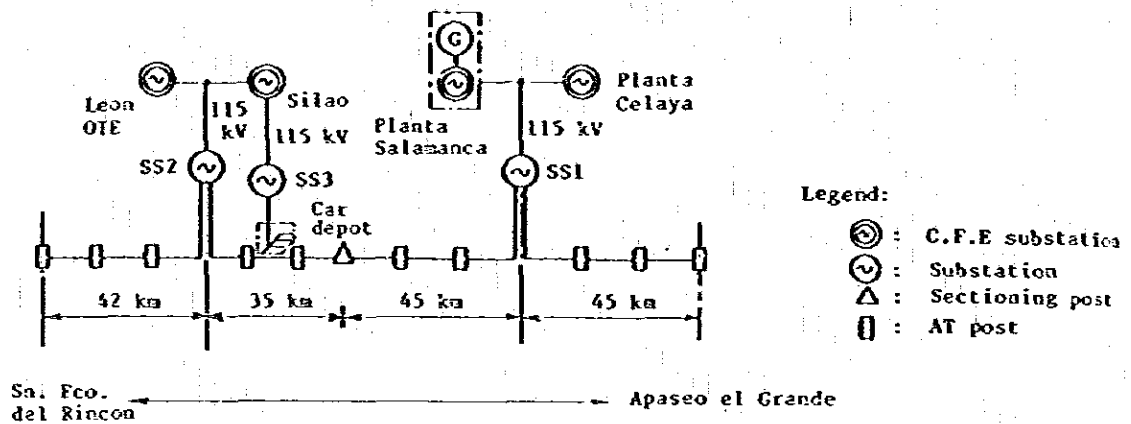 G
Leon
OTE
115
kV
Silao
115 kV
Planta
Salamanca
Planta
Celaya
115 kV
SS2
SS3
SS1
Car
depot
42 km
35 km
45 km
45 km
Legend:
: C.F.E substation
: Substation
: Sectioning post
: AT post
Sn. Fco.
del Rincon
Apaseo el Grande